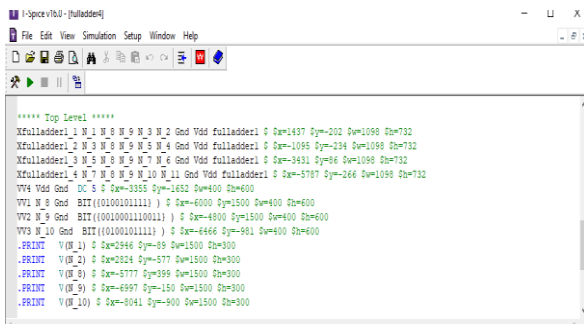 T-Spice v16.0 - [fulladder4]
File Edit View Simulation Setup Window Help
***** Top Level *****
Xfulladder1_1 N_1 N_8 N_9 N_3 N_2 Gnd Vdd fulladder1 $ $x=1437 $y=-202 $w=1098 $h=732
Xfulladder1_2 N_3 N_8 N_9 N_5 N_4 Gnd Vdd fulladder1 $ $x=-1095 $y=-234 $w=1098 $h=732
Xfulladder1_3 N_5 N_8 N_9 N_7 N_6 Gnd Vdd fulladder1 $ $x=-3431 $y=86 $w=1098 $h=732
Xfulladder1_4 N_7 N_8 N_9 N_10 N_11 Gnd Vdd fulladder1 $ $x=-5787 $y=-266 $w=1098 $h=732
VV4 Vdd Gnd DC 5 $ $x=-3355 $y=-1652 $w=400 $h=600
VV1 N_8 Gnd BIT({0100101111} ) $ $x=-6000 $y=1500 $w=400 $h=600
VV2 N_9 Gnd BIT({0010001110011} ) $ $x=-4800 $y=1500 $w=400 $h=600
VV3 N_10 Gnd BIT({0100101111} ) $ $x=-6466 $y=-981 $w=400 $h=600
.PRINT V(N_1) $ $x=2946 $y=-89 $w=1500 $h=300
.PRINT V(N_2) $ $x=2824 $y=-577 $w=1500 $h=300
.PRINT V(N_8) $ $x=-5777 $y=399 $w=1500 $h=300
.PRINT V(N_9) $ $x=-6997 $y=-150 $w=1500 $h=300
.PRINT V(N_10) $ $x=-8041 $y=-900 $w=1500 $h=300